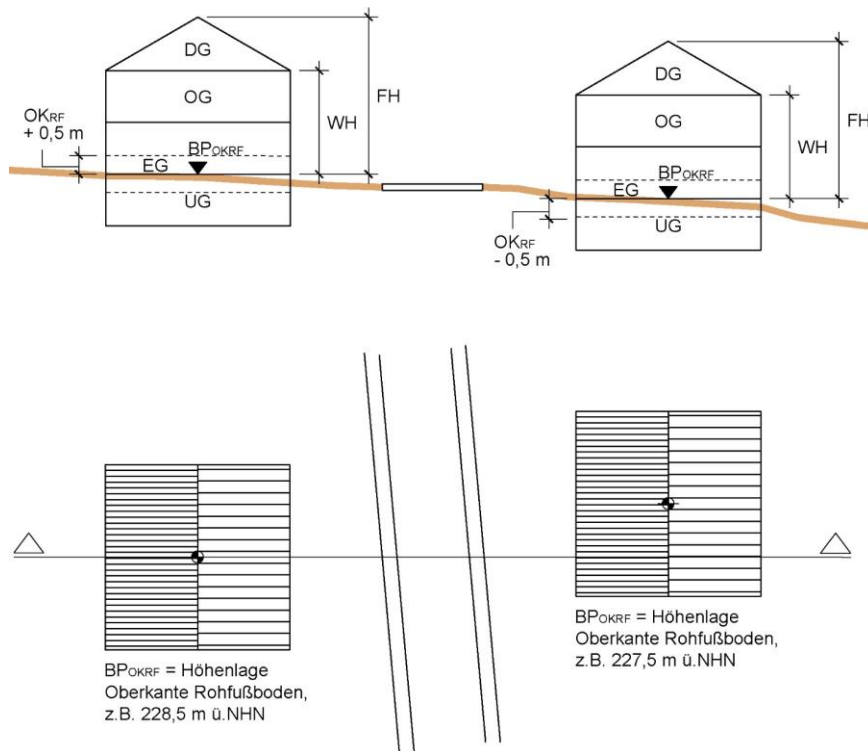 DG
OG
OKRF
+ 0,5 m
BPOKRF
EG
UG
WH
FH
DG
OG
BPOKRF
EG
UG
WH
FH
OKRF
- 0,5 m
BPOKRF = Höhenlage
Oberkante Rohfußboden,
z.B. 228,5 m ü.NHN
BPOKRF = Höhenlage
Oberkante Rohfußboden,
z.B. 227,5 m ü.NHN